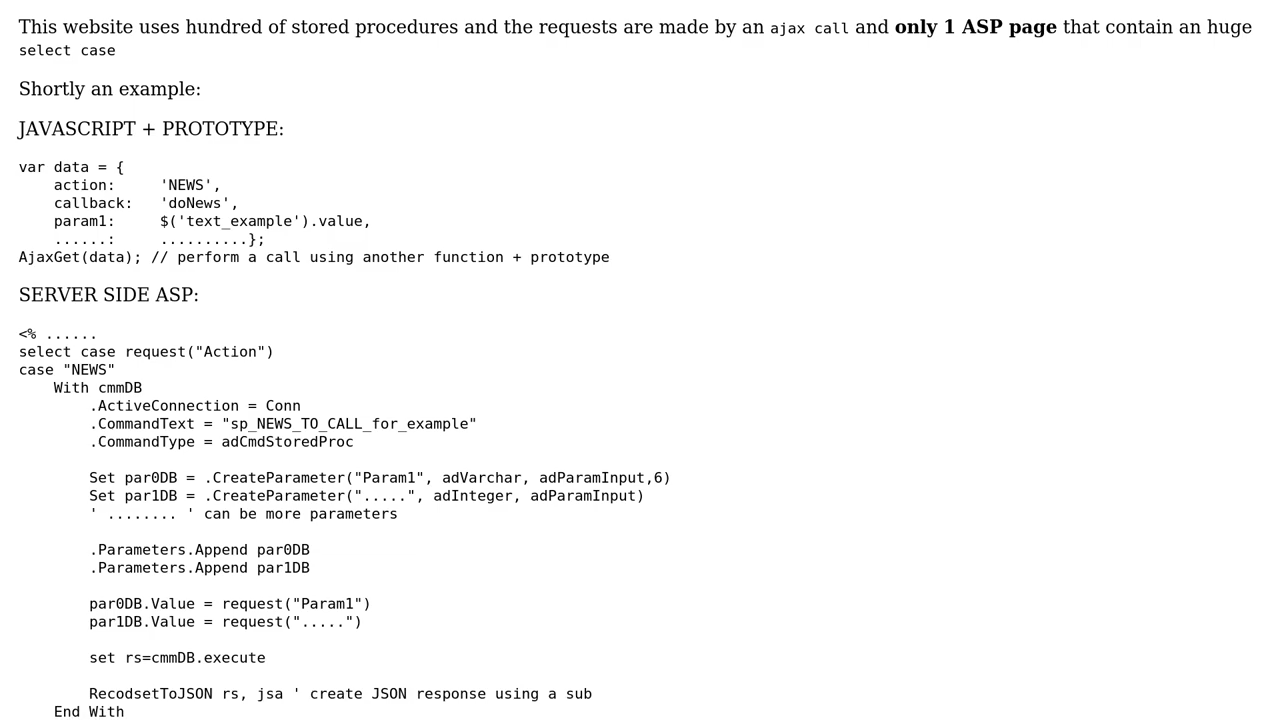 This website uses hundred of stored procedures and the requests are made by an ajax call and only 1 ASP page that contain an huge
select case
Shortly an example:
JAVASCRIPT + PROTOTYPE:
var data = {
    action:     'NEWS',
    callback:   'doNews',
    param1:     $('text_example').value,
    ......:     ..........};
AjaxGet(data); // perform a call using another function + prototype
SERVER SIDE ASP:
<% ......
select case request("Action")
case "NEWS"
    With cmmDB
        .ActiveConnection = Conn
        .CommandText = "sp_NEWS_TO_CALL_for_example"
        .CommandType = adCmdStoredProc
        Set par0DB = .CreateParameter("Param1", adVarchar, adParamInput,6)
        Set par1DB = .CreateParameter(".....", adInteger, adParamInput)
        ' ........ ' can be more parameters
        .Parameters.Append par0DB
        .Parameters.Append par1DB
        par0DB.Value = request("Param1")
        par1DB.Value = request(".....")
        set rs=cmmDB.execute
        RecodsetToJSON rs, jsa ' create JSON response using a sub
    End With